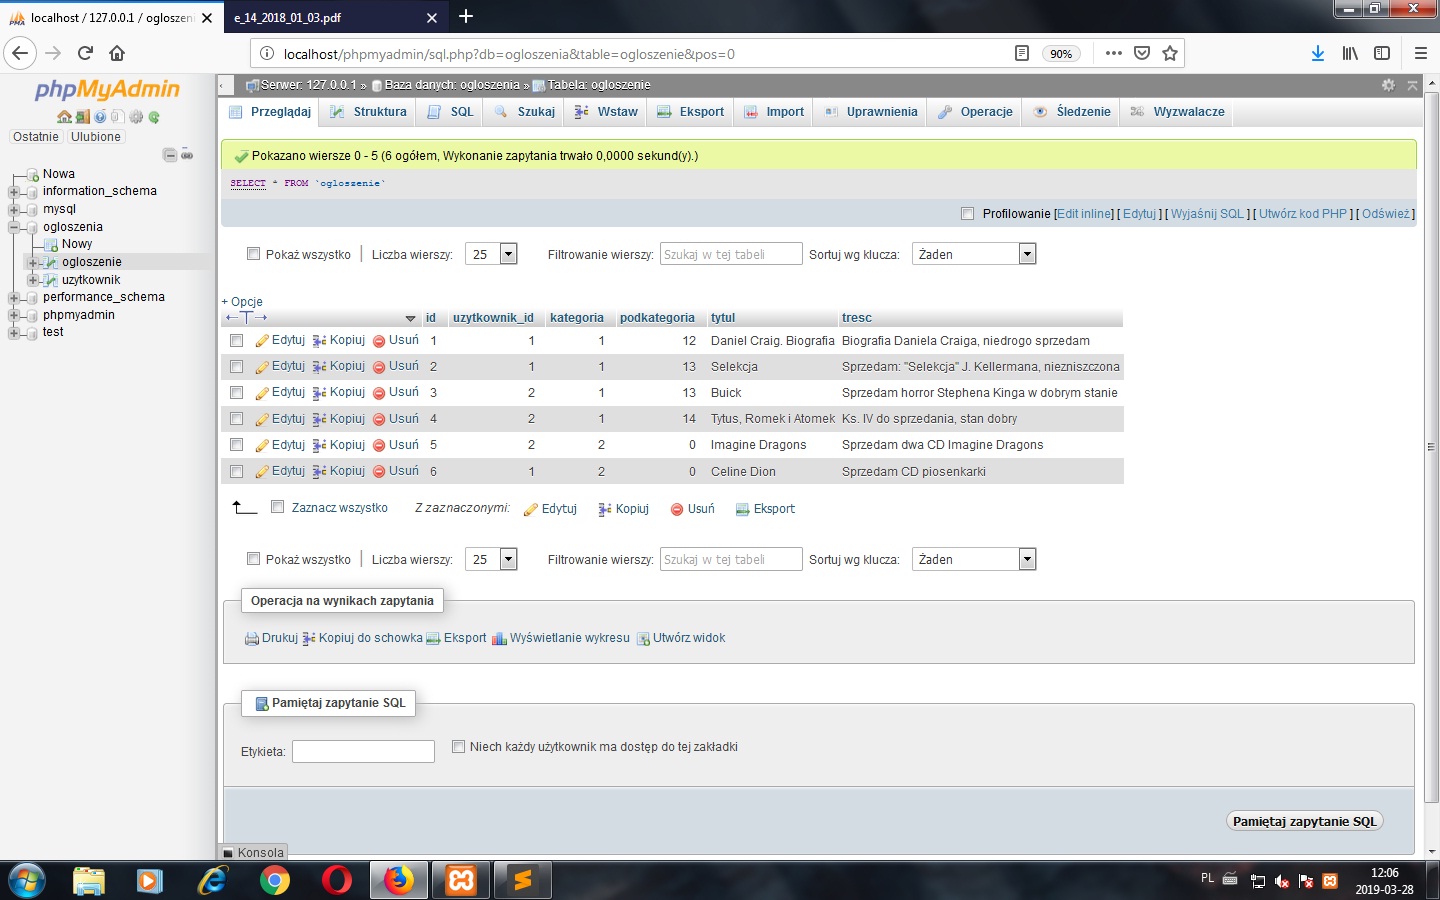 localhost / 127.0.0.1 / ogloszeni
e_14_2018_01_03.pdf
localhost/phpmyadmin/sql.php?db=ogloszenia&table=ogloszenie&pos=0
90%
phpMyAdmin
Ostatnie Ulubione
Nowa
information_schema
mysql
ogloszenia
Nowy
ogloszenie
uzytkownik
performance_schema
phpmyadmin
test
Serwer: 127.0.0.1 » Baza danych: ogloszenia » Tabela: ogloszenie
Przeglądaj Struktura SQL Szukaj Wstaw Eksport Import Uprawnienia Operacje Śledzenie Wyzwalacze
Pokazano wiersze 0 - 5 (6 ogółem, Wykonanie zapytania trwało 0,0000 sekund(y).)
SELECT * FROM `ogloszenie`
Profilowanie [Edit inline] [ Edytuj ] [ Wyjaśnij SQL ] [ Utwórz kod PHP ] [ Odśwież ]
Pokaż wszystko Liczba wierszy: 25 Filtrowanie wierszy: Szukaj w tej tabeli Sortuj wg klucza: Żaden
+ Opcje
id uzytkownik_id kategoria podkategoria tytul tresc
Edytuj Kopiuj Usuń 1 1 1 12 Daniel Craig. Biografia Biografia Daniela Craiga, niedrogo sprzedam
Edytuj Kopiuj Usuń 2 1 1 13 Selekcja Sprzedam: "Selekcja" J. Kellermana, niezniszczona
Edytuj Kopiuj Usuń 3 2 1 13 Buick Sprzedam horror Stephena Kinga w dobrym stanie
Edytuj Kopiuj Usuń 4 2 1 14 Tytus, Romek i Atomek Ks. IV do sprzedania, stan dobry
Edytuj Kopiuj Usuń 5 2 2 0 Imagine Dragons Sprzedam dwa CD Imagine Dragons
Edytuj Kopiuj Usuń 6 1 2 0 Celine Dion Sprzedam CD piosenkarki
Zaznacz wszystko Z zaznaczonymi: Edytuj Kopiuj Usuń Eksport
Pokaż wszystko Liczba wierszy: 25 Filtrowanie wierszy: Szukaj w tej tabeli Sortuj wg klucza: Żaden
Operacja na wynikach zapytania
Drukuj Kopiuj do schowka Eksport Wyświetlanie wykresu Utwórz widok
Pamiętaj zapytanie SQL
Etykieta: Niech każdy użytkownik ma dostęp do tej zakładki
Pamiętaj zapytanie SQL
Konsola
PL
12:06
2019-03-28